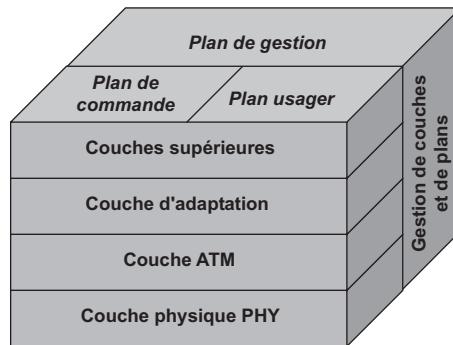 Plan de gestion
Plan de
commande
Plan usager
Couches supérieures
Couche d'adaptation
Couche ATM
Couche physique PHY
Gestion de couches
et de plans